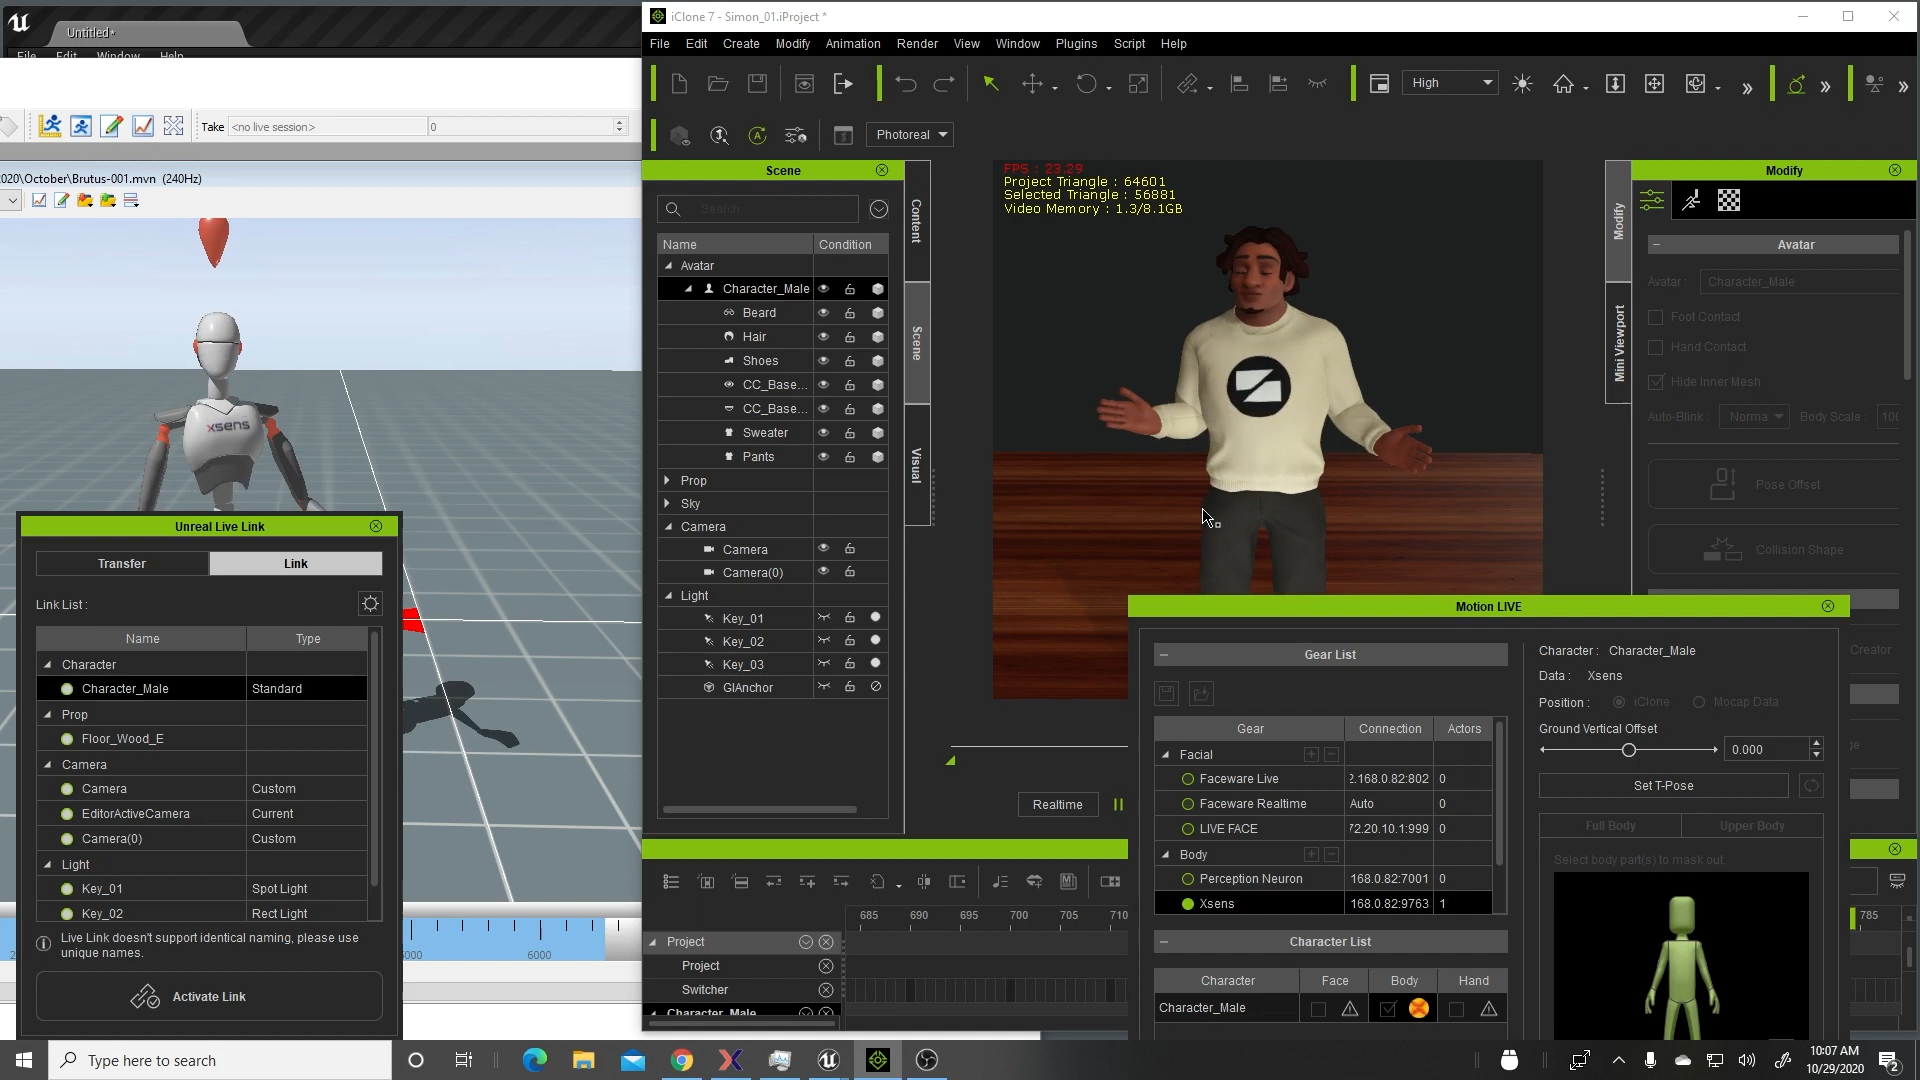 Untitled*
File Edit Window Help
Take <no live session> 0
2020\October\Brutus-001.mvn (240Hz)
xsens
iClone 7 - Simon_01.iProject *
File Edit Create Modify Animation Render View Window Plugins Script Help
High
Photoreal
Scene
Search
Name Condition
Avatar
Character_Male
Beard
Hair
Shoes
CC_Base...
CC_Base...
Sweater
Pants
Prop
Sky
Camera
Camera
Camera(0)
Light
Key_01
Key_02
Key_03
GIAnchor
Content
Scene
Visual
FPS : 23.29
Project Triangle : 64601
Selected Triangle : 56881
Video Memory : 1.3/8.1GB
Realtime
Modify
Mini Viewport
Modify
Avatar
Avatar : Character_Male
Foot Contact
Hand Contact
Hide Inner Mesh
Auto-Blink : Norma Body Scale : 100
Pose Offset
Collision Shape
Creator
Unreal Live Link
Transfer Link
Link List :
Name Type
Character
Character_Male Standard
Prop
Floor_Wood_E
Camera
Camera Custom
EditorActiveCamera Current
Camera(0) Custom
Light
Key_01 Spot Light
Key_02 Rect Light
Live Link doesn't support identical naming, please use
unique names.
Activate Link
6000
Motion LIVE
Gear List
Gear Connection Actors
Facial
Faceware Live 2.168.0.82:802 0
Faceware Realtime Auto 0
LIVE FACE 72.20.10.1:999 0
Body
Perception Neuron 168.0.82:7001 0
Xsens 168.0.82:9763 1
Character List
Character Face Body Hand
Character_Male
Character : Character_Male
Data : Xsens
Position : iClone Mocap Data
Ground Vertical Offset
0.000
Set T-Pose
Full Body Upper Body
Select body part(s) to mask out.
685 690 695 700 705 710
785
Project
Project
Switcher
Character_Male
Type here to search
10:07 AM
10/29/2020
2